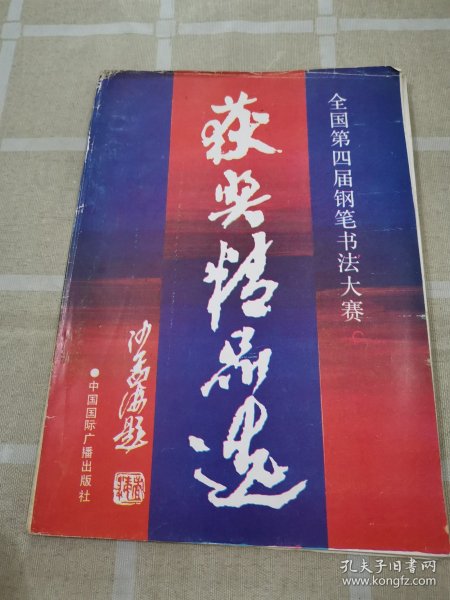 全国第四届钢笔书法大赛
获奖精品选
沙孟海题
●中国国际广播出版社
孔夫子旧书网
www.kongfz.com